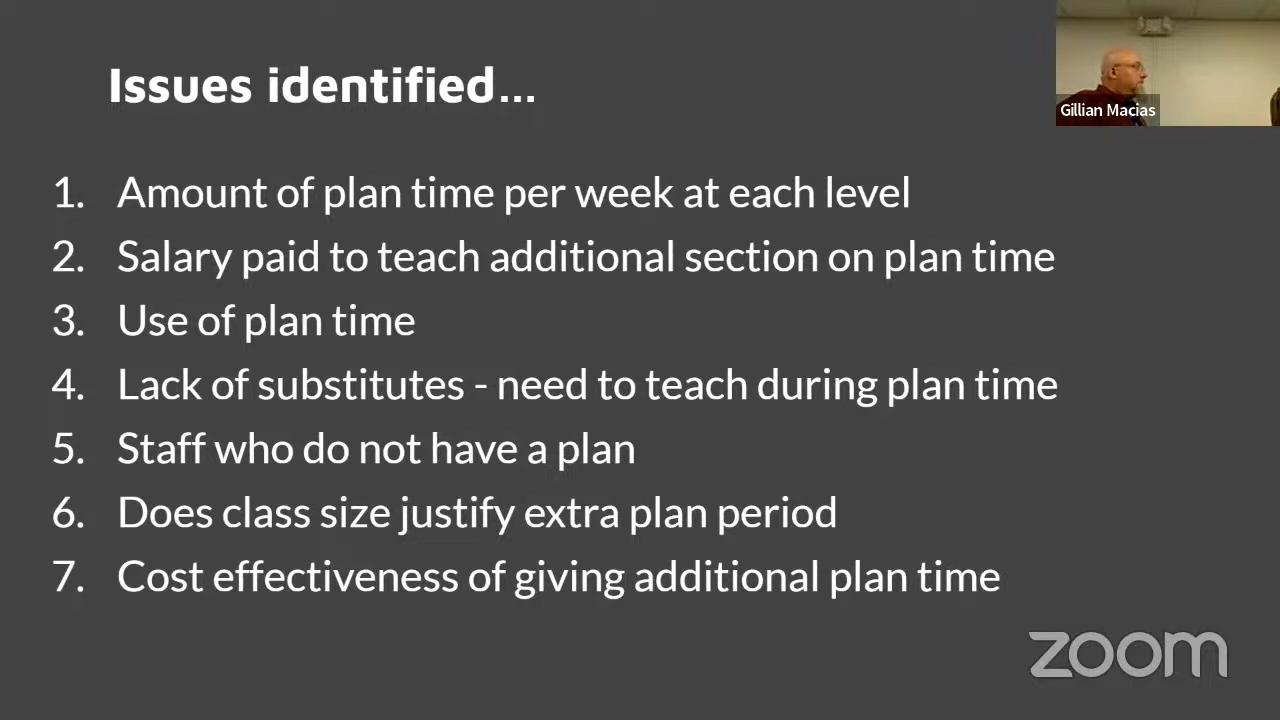 Issues identified...
Gillian Macias
1. Amount of plan time per week at each level
2. Salary paid to teach additional section on plan time
3. Use of plan time
4. Lack of substitutes - need to teach during plan time
5. Staff who do not have a plan
6. Does class size justify extra plan period
7. Cost effectiveness of giving additional plan time
zoom